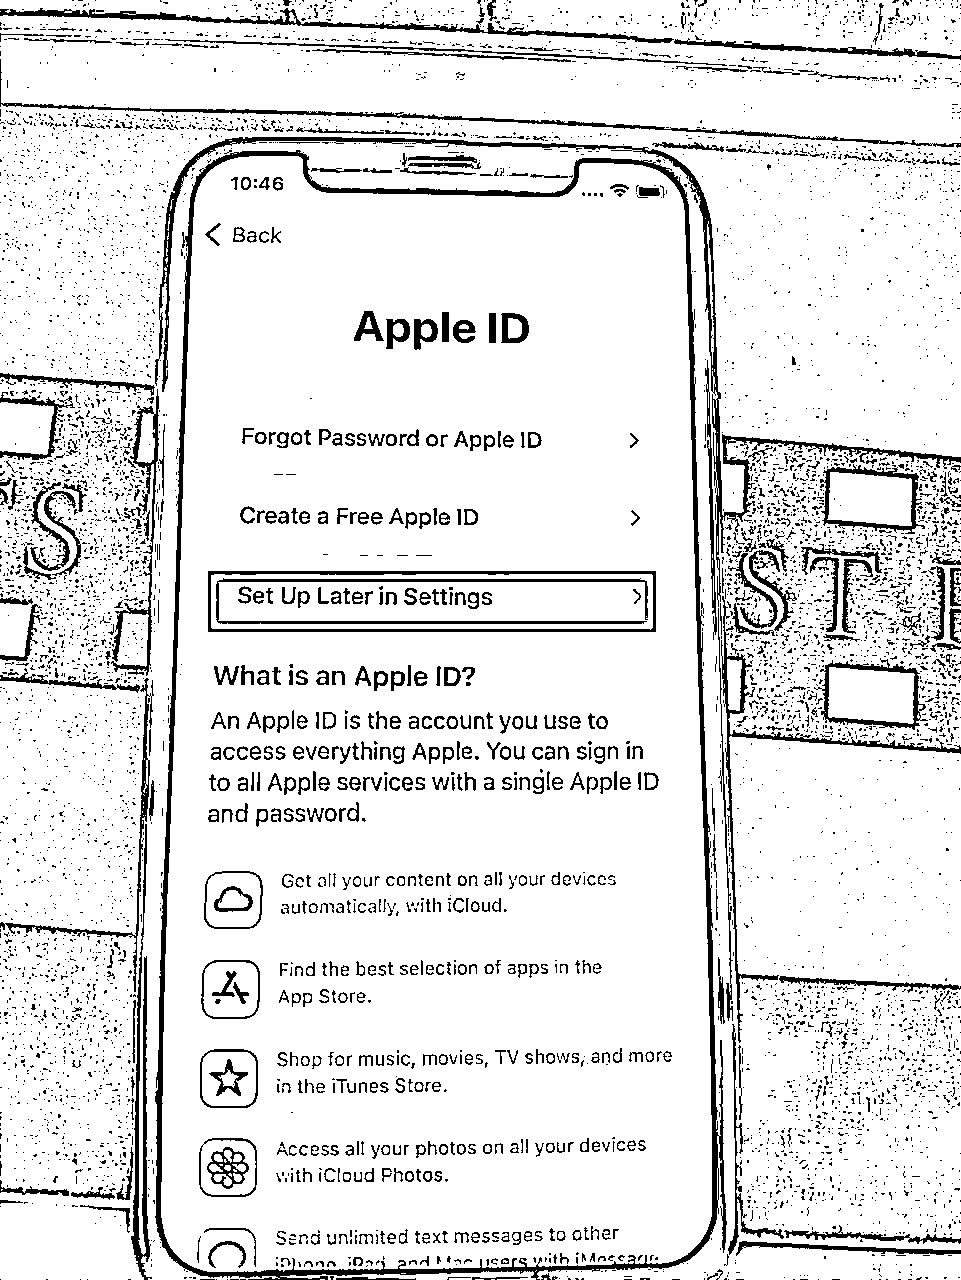 10:46
Back
Apple ID
Forgot Password or Apple ID
Create a Free Apple ID
Set Up Later in Settings
What is an Apple ID?
An Apple ID is the account you use to
access everything Apple. You can sign in
to all Apple services with a single Apple ID
and password.
Get all your content on all your devices
automatically, with iCloud.
Find the best selection of apps in the
App Store.
Shop for music, movies, TV shows, and more
in the iTunes Store.
Access all your photos on all your devices
with iCloud Photos.
Send unlimited text messages to other
iPhone, iPad, and Mac users with iMessage.
S
ST